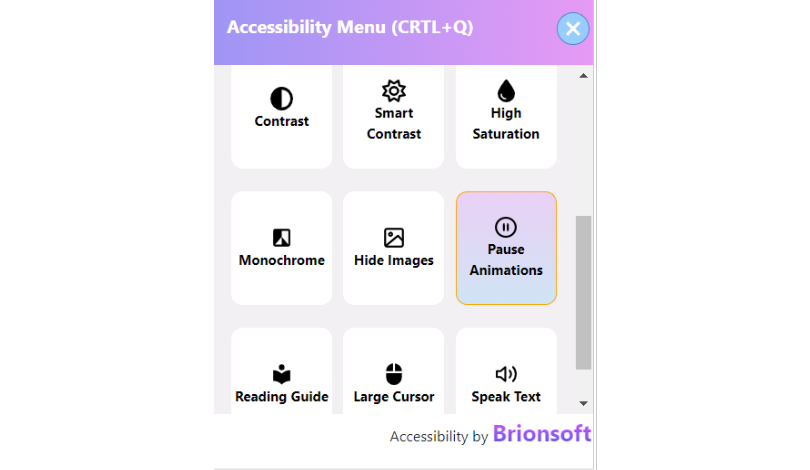 Accessibility Menu (CRTL+Q)
Contrast
Smart
Contrast
High
Saturation
Monochrome
Hide Images
Pause
Animations
Reading Guide
Large Cursor
Speak Text
Accessibility by Brionsoft